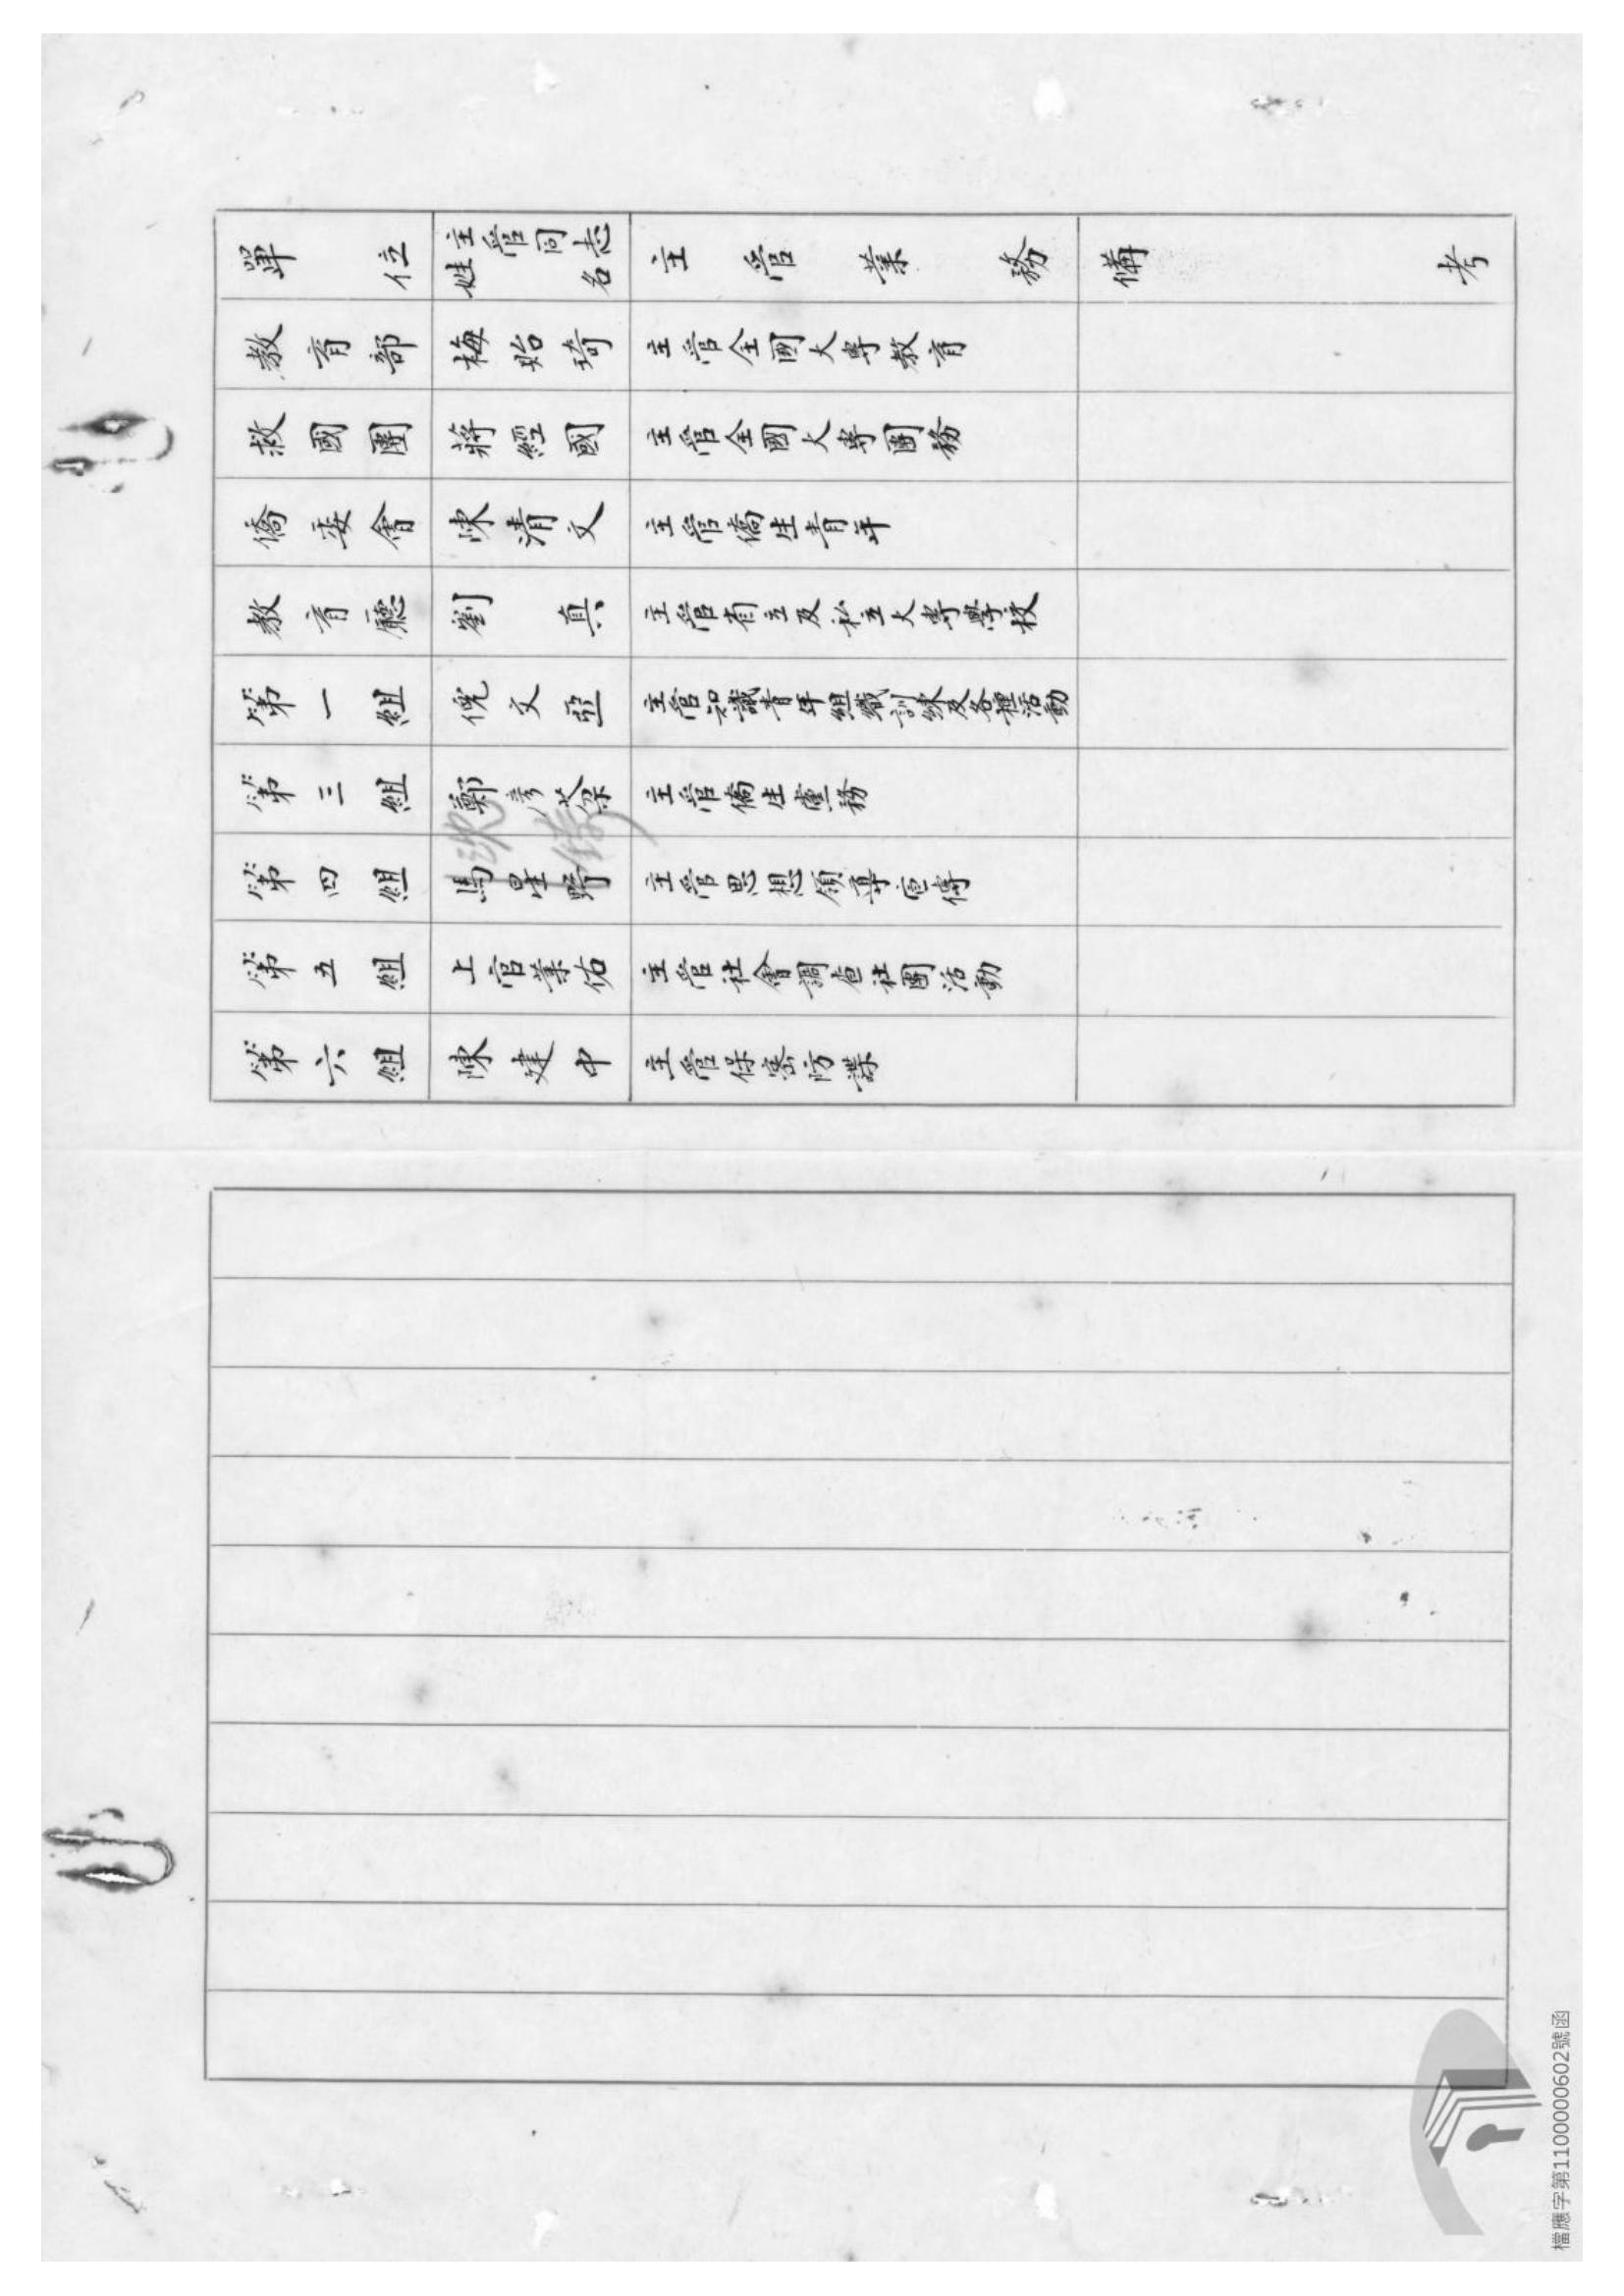 單位 主管同志姓名 主管業務 備考
教育部 梅貽琦 主管全國大專教育
救國團 蔣經國 主管全國大專團務
僑委會 陳清文 主管僑生青年
教育廳 劉真 主管省立及私立大專學校
第一組 倪文亞 主管知識青年組織訓練及各種活動
第三組 鄭彥棻 主管僑生黨務
第四組 馬星野 主管思想領導宣傳
第五組 上官業佑 主管社會調查社團活動
第六組 陳建中 主管保密防諜
檔應字第1100000602號函